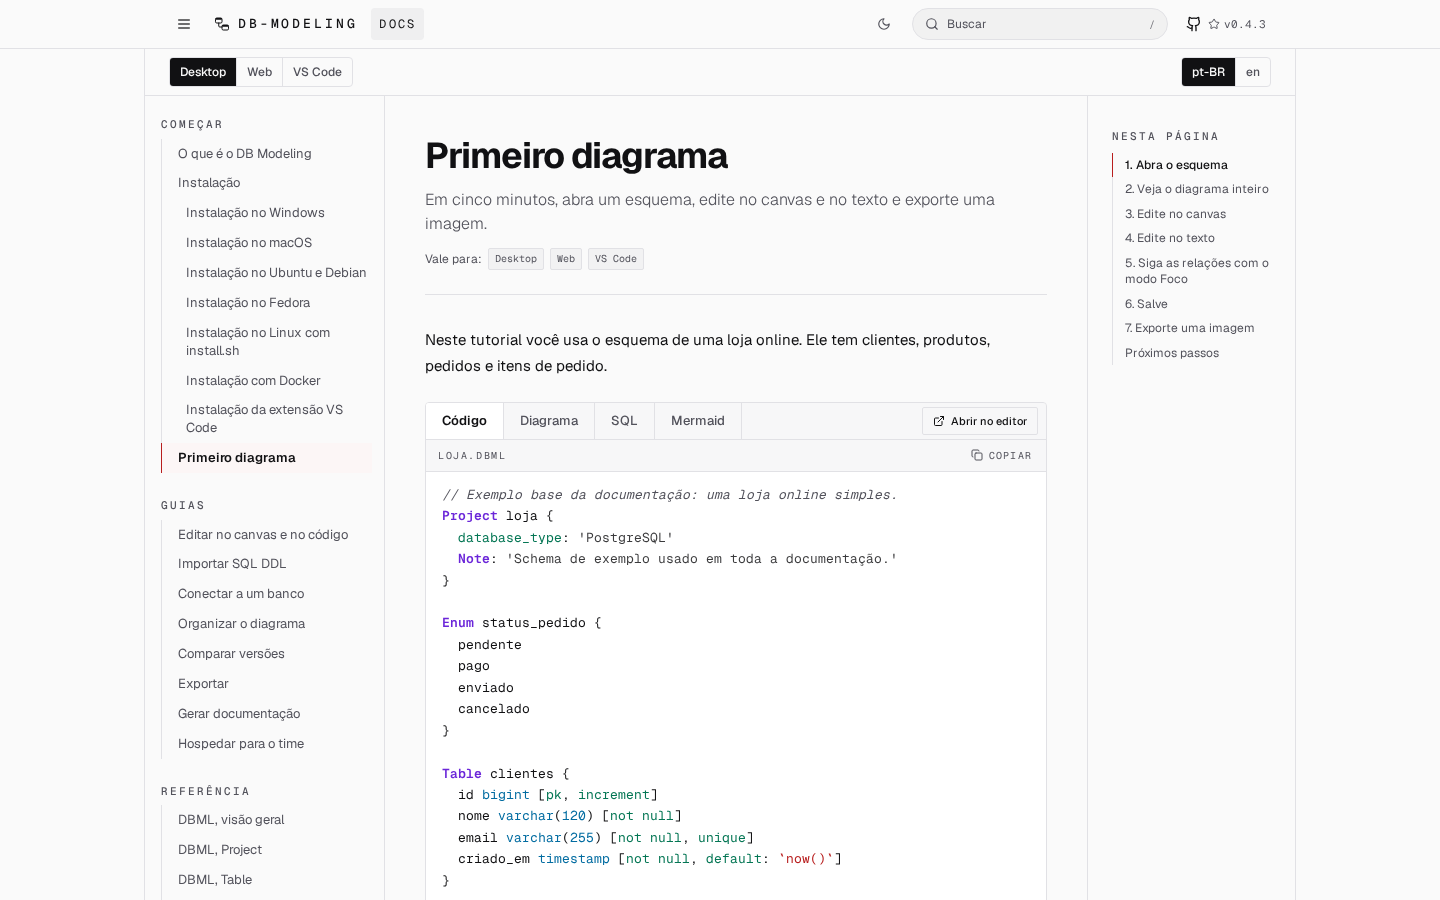 DB-MODELING DOCS
Buscar /
v0.4.3
Desktop Web VS Code
pt-BR en
COMEÇAR
O que é o DB Modeling
Instalação
Instalação no Windows
Instalação no macOS
Instalação no Ubuntu e Debian
Instalação no Fedora
Instalação no Linux com
install.sh
Instalação com Docker
Instalação da extensão VS
Code
Primeiro diagrama
GUIAS
Editar no canvas e no código
Importar SQL DDL
Conectar a um banco
Organizar o diagrama
Comparar versões
Exportar
Gerar documentação
Hospedar para o time
REFERÊNCIA
DBML, visão geral
DBML, Project
DBML, Table
Primeiro diagrama
Em cinco minutos, abra um esquema, edite no canvas e no texto e exporte uma
imagem.
Vale para: Desktop Web VS Code
Neste tutorial você usa o esquema de uma loja online. Ele tem clientes, produtos,
pedidos e itens de pedido.
Código Diagrama SQL Mermaid Abrir no editor
LOJA.DBML COPIAR
// Exemplo base da documentação: uma loja online simples.
Project loja {
  database_type: 'PostgreSQL'
  Note: 'Schema de exemplo usado em toda a documentação.'
}
Enum status_pedido {
  pendente
  pago
  enviado
  cancelado
}
Table clientes {
  id bigint [pk, increment]
  nome varchar(120) [not null]
  email varchar(255) [not null, unique]
  criado_em timestamp [not null, default: `now()`]
}
NESTA PÁGINA
1. Abra o esquema
2. Veja o diagrama inteiro
3. Edite no canvas
4. Edite no texto
5. Siga as relações com o
modo Foco
6. Salve
7. Exporte uma imagem
Próximos passos